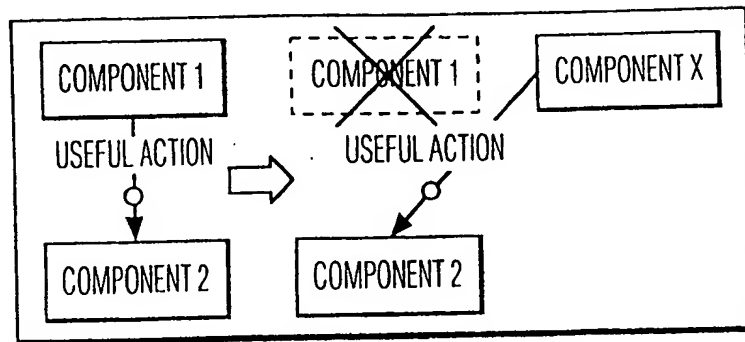 COMPONENT 1
USEFUL ACTION
COMPONENT 2
COMPONENT 1
COMPONENT X
USEFUL ACTION
COMPONENT 2